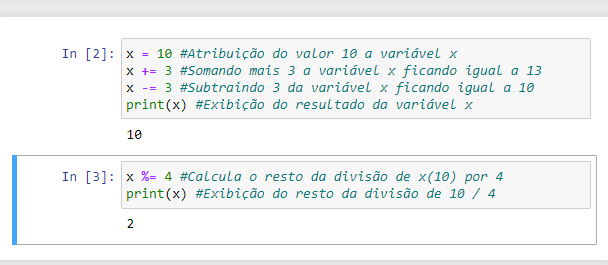 In [2]: x = 10 #Atribuição do valor 10 a variável x
x += 3 #Somando mais 3 a variável x ficando igual a 13
x -= 3 #Subtraindo 3 da variável x ficando igual a 10
print(x) #Exibição do resultado da variável x
10
In [3]: x %= 4 #Calcula o resto da divisão de x(10) por 4
print(x) #Exibição do resto da divisão de 10 / 4
2